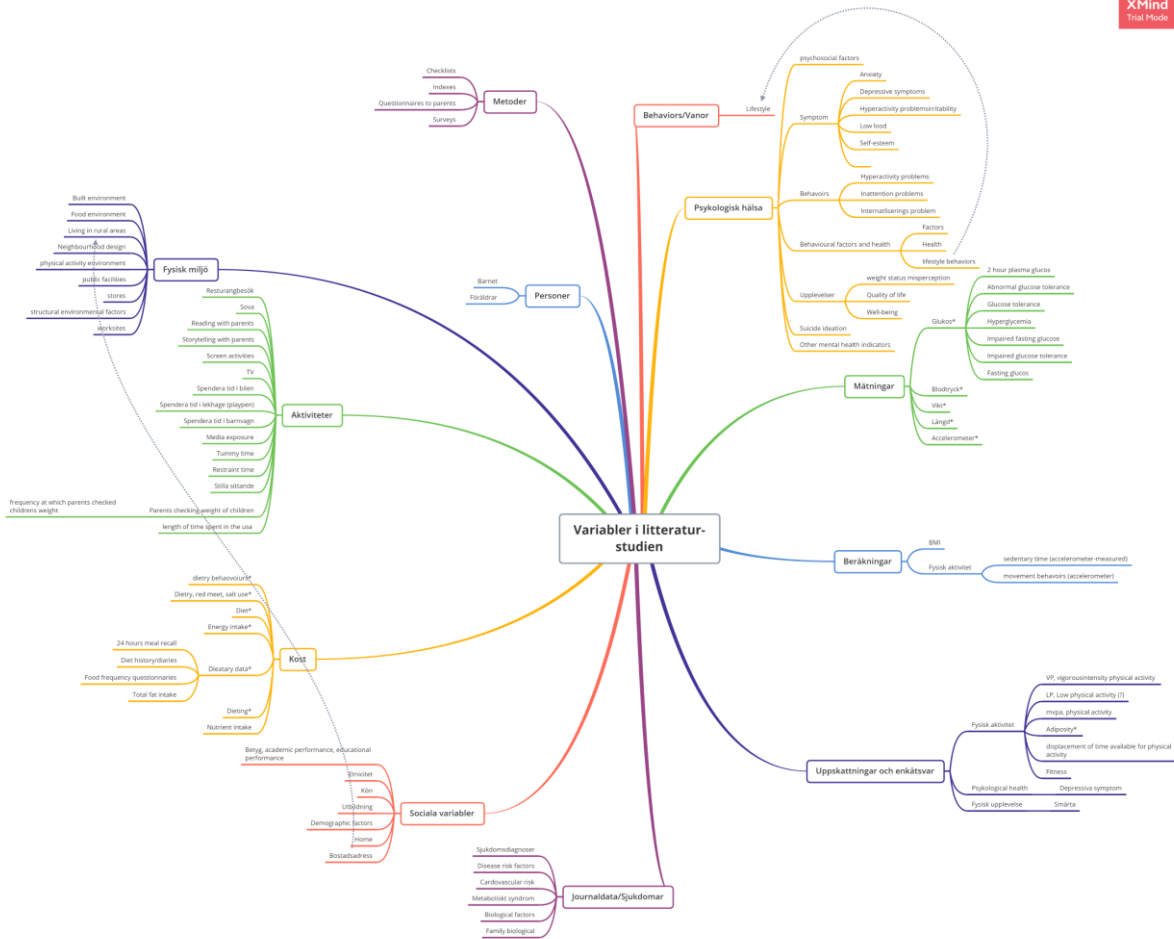 XMind
Trial Mode
Variabler i litteratur-
studien
Behaviors/Vanor
Lifestyle
Psykologisk hälsa
psychosocial factors
Symptom
Anxiety
Depressive symptoms
Hyperactivity problemsirritability
Low lood
Self-esteem
Behavoirs
Hyperactivity problems
Inattention problems
Internatiliserings problem
Behavioural factors and health
Factors
Health
lifestyle behaviors
Upplevelser
weight status misperception
Quality of life
Well-being
Suicide ideation
Other mental health indicators
Mätningar
Glukos*
2 hour plasma glucos
Abnormal glucose tolerance
Glucose tolerance
Hyperglycemia
Impaired fasting glucose
Impaired glucose tolerance
Fasting glucos
Blodtryck*
Vikt*
Längd*
Accelerometer*
Beräkningar
BMI
Fysisk aktivitet
sedentary time (accelerometer-measured)
movement behavsoirs (accelerometer)
Uppskattningar och enkätsvar
Fysisk aktivitet
VP, vigorousintensity physical activity
LP, Low physical activity (?)
mvpa, physical activity
Adiposity*
doplacement of time available for physical
activity
Fitness
Psykological health
Depressiva symptom
Fysisk upplevelse
Smärta
Metoder
Checklists
Indexes
Questionnaires to parents
Surveys
Personer
Barnet
Föräldrar
Fysisk miljö
Built environment
Food environment
Living in rural areas
Neighbourhood design
physical activity environment
public facilities
stores
structural environmental factors
worksites
Aktiviteter
Resturangbesök
Sova
Reading with parents
Storytelling with parents
Screen activities
TV
Spendera tid i bilen
Spendera tid i lekhage (playpen)
Spendera tid i barnvagn
Media exposure
Tummy time
Restraint time
Stilla sittande
Parents checking weight of children
frequency at which parents checked
childrens weight
length of time spent in the usa
Kost
dietry behaovoiurs*
Dietry, red meet, salt use*
Diet*
Energy intake*
Dieatary data*
24 hours meal recall
Diet history/diaries
Food frequency questionnaries
Total fat intake
Dieting*
Nutrient intake
Sociala variabler
Betyg, academic performance, educational
performance
Etnicitet
Kön
Utbildning
Demographic factors
Home
Bostadsadress
Journaldata/Sjukdomar
Sjukdomsdiagnoser
Disease risk factors
Cardovascular risk
Metaboliskt syndrom
Biological factors
Family biological